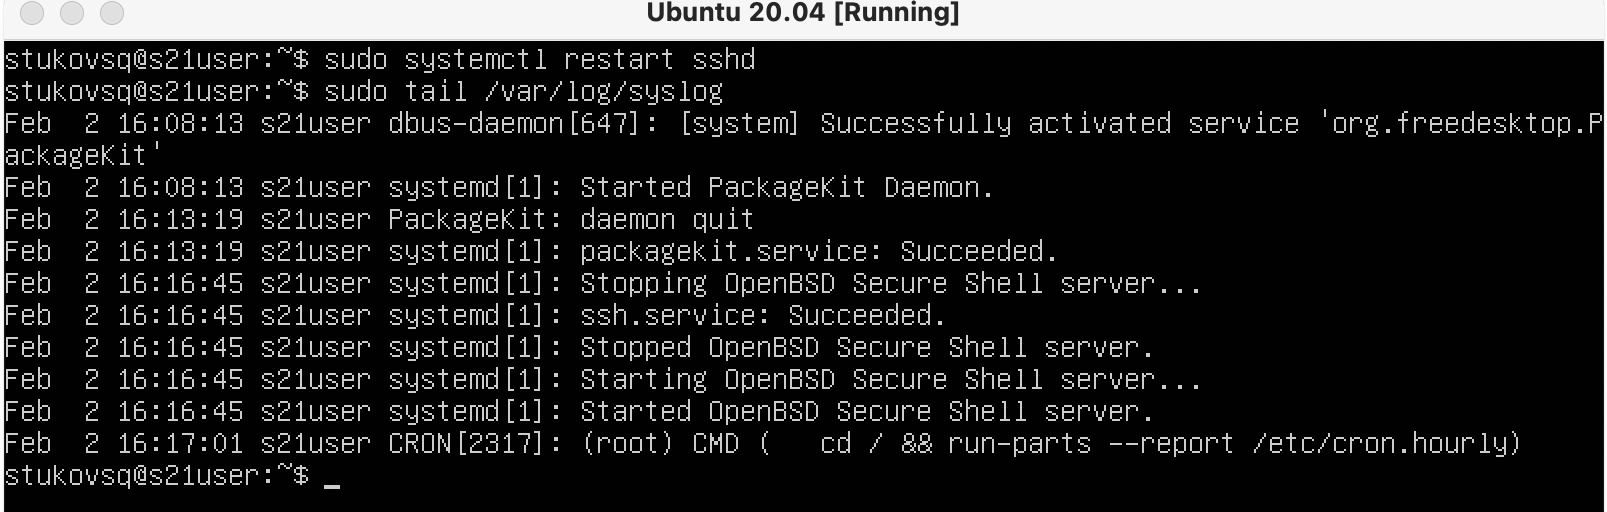 Ubuntu 20.04 [Running]
stukovsq@s21user:~$ sudo systemctl restart sshd
stukovsq@s21user:~$ sudo tail /var/log/syslog
Feb  2 16:08:13 s21user dbus-daemon[647]: [system] Successfully activated service 'org.freedesktop.P
ackageKit'
Feb  2 16:08:13 s21user systemd[1]: Started PackageKit Daemon.
Feb  2 16:13:19 s21user PackageKit: daemon quit
Feb  2 16:13:19 s21user systemd[1]: packagekit.service: Succeeded.
Feb  2 16:16:45 s21user systemd[1]: Stopping OpenBSD Secure Shell server...
Feb  2 16:16:45 s21user systemd[1]: ssh.service: Succeeded.
Feb  2 16:16:45 s21user systemd[1]: Stopped OpenBSD Secure Shell server.
Feb  2 16:16:45 s21user systemd[1]: Starting OpenBSD Secure Shell server...
Feb  2 16:16:45 s21user systemd[1]: Started OpenBSD Secure Shell server.
Feb  2 16:17:01 s21user CRON[2317]: (root) CMD (   cd / && run-parts --report /etc/cron.hourly)
stukovsq@s21user:~$ _